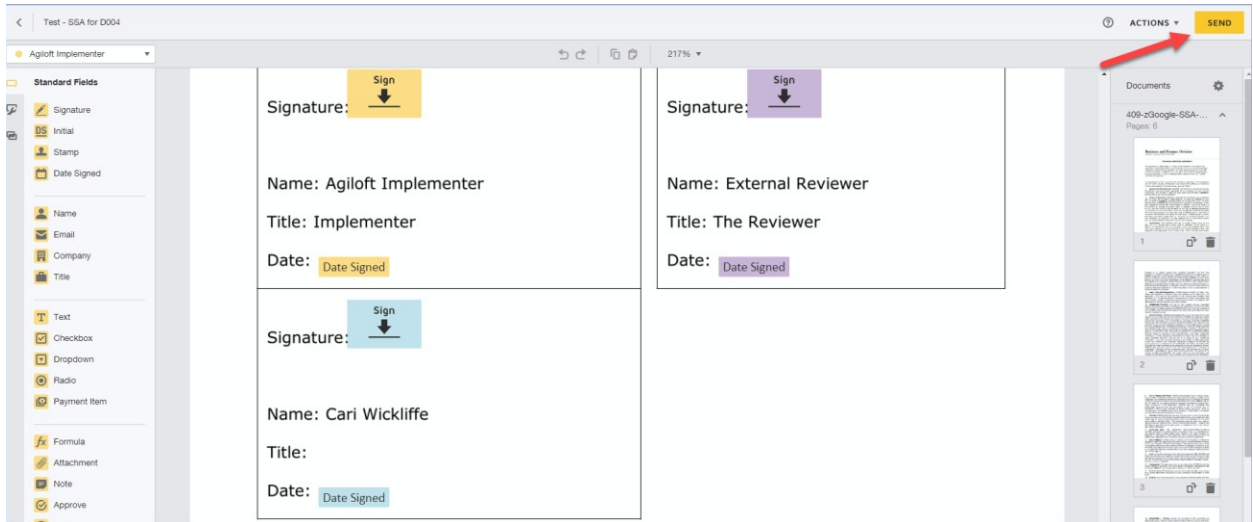 Test - SSA for D004
ACTIONS
SEND
Agiloft Implementer
217%
Standard Fields
Signature
DS Initial
Stamp
Date Signed
Name
Email
Company
Title
T Text
Checkbox
Dropdown
Radio
Payment Item
fx Formula
Attachment
Note
Approve
Sign
Signature:
Name: Agiloft Implementer
Title: Implementer
Date: Date Signed
Sign
Signature:
Name: External Reviewer
Title: The Reviewer
Date: Date Signed
Sign
Signature:
Name: Cari Wickliffe
Title:
Date: Date Signed
Documents
409-zGoogle-SSA-...
Pages: 6
1
2
3